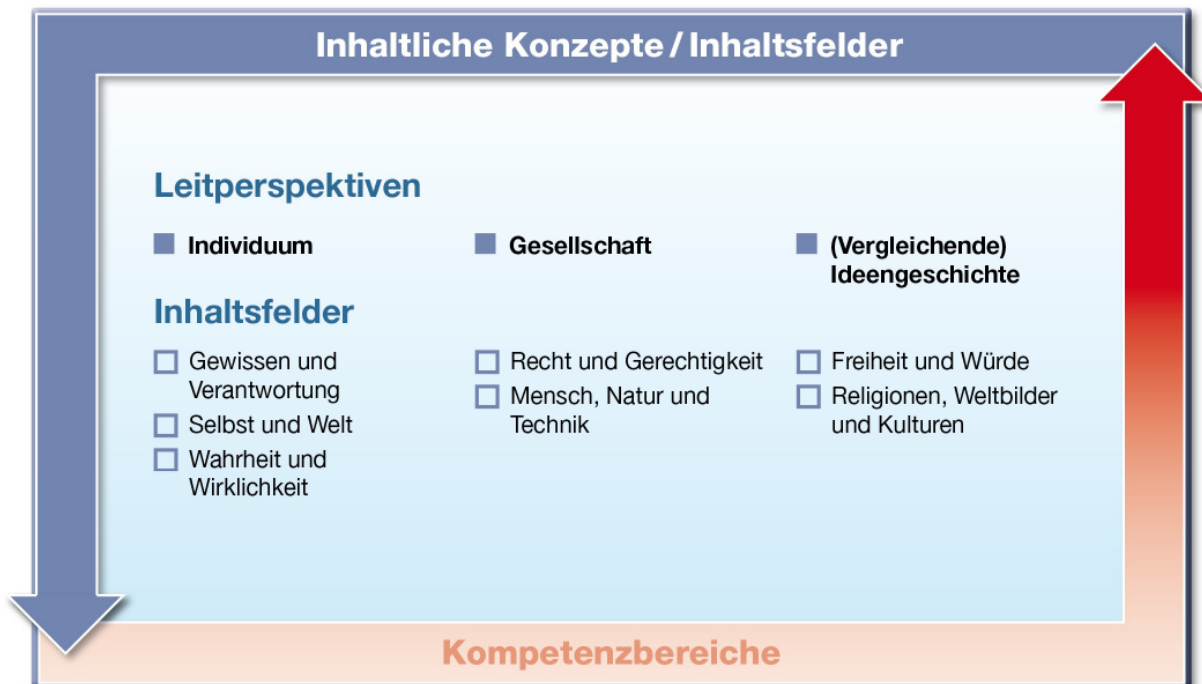 Inhaltliche Konzepte / Inhaltsfelder
Leitperspektiven
Individuum
Gesellschaft
(Vergleichende)
Ideengeschichte
Inhaltsfelder
Gewissen und
Verantwortung
Selbst und Welt
Wahrheit und
Wirklichkeit
Recht und Gerechtigkeit
Mensch, Natur und
Technik
Freiheit und Würde
Religionen, Weltbilder
und Kulturen
Kompetenzbereiche